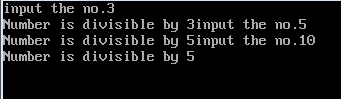 input the no.3
Number is divisible by 3input the no.5
Number is divisible by 5input the no.10
Number is divisible by 5